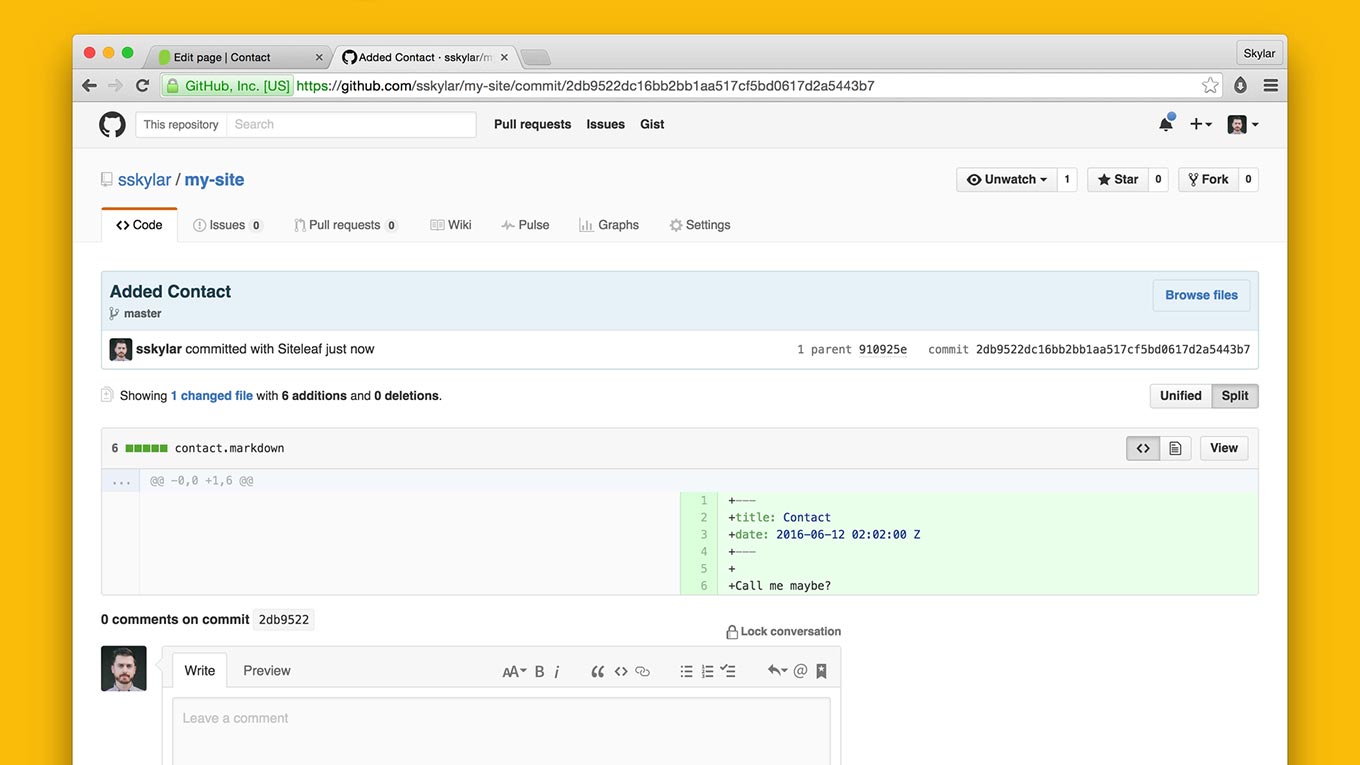 Edit page | Contact
Added Contact · sskylar/m
Skylar
GitHub, Inc. [US] https://github.com/sskylar/my-site/commit/2db9522dc16bb2bb1aa517cf5bd0617d2a5443b7
This repository Search Pull requests Issues Gist
sskylar / my-site Unwatch 1 Star 0 Fork 0
Code Issues 0 Pull requests 0 Wiki Pulse Graphs Settings
Added Contact
Browse files
master
sskylar committed with Siteleaf just now 1 parent 910925e commit 2db9522dc16bb2bb1aa517cf5bd0617d2a5443b7
Showing 1 changed file with 6 additions and 0 deletions. Unified Split
6 contact.markdown View
... @@ -0,0 +1,6 @@
1 +---
2 +title: Contact
3 +date: 2016-06-12 02:02:00 Z
4 +---
5 +
6 +Call me maybe?
0 comments on commit 2db9522
Lock conversation
Write Preview AA B i
Leave a comment